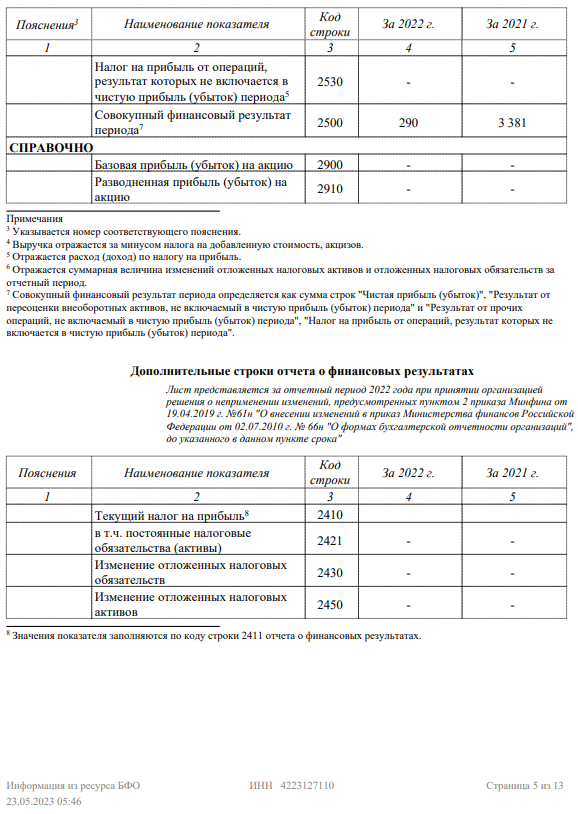 Пояснения³ Наименование показателя Код строки За 2022 г. За 2021 г.
1 2 3 4 5
Налог на прибыль от операций,
результат которых не включается в 2530 - -
чистую прибыль (убыток) периода⁵
Совокупный финансовый результат
периода⁷ 2500 290 3 381
СПРАВОЧНО
Базовая прибыль (убыток) на акцию 2900 - -
Разводненная прибыль (убыток) на
акцию 2910 - -
Примечания
³ Указывается номер соответствующего пояснения.
⁴ Выручка отражается за минусом налога на добавленную стоимость, акцизов.
⁵ Отражается расход (доход) по налогу на прибыль.
⁶ Отражается суммарная величина изменений отложенных налоговых активов и отложенных налоговых обязательств за
отчетный период.
⁷ Совокупный финансовый результат периода определяется как сумма строк "Чистая прибыль (убыток)", "Результат от
переоценки внеоборотных активов, не включаемый в чистую прибыль (убыток) периода" и "Результат от прочих
операций, не включаемый в чистую прибыль (убыток) периода", "Налог на прибыль от операций, результат которых не
включается в чистую прибыль (убыток) периода".
Дополнительные строки отчета о финансовых результатах
Лист представляется за отчетный период 2022 года при принятии организацией
решения о неприменении изменений, предусмотренных пунктом 2 приказа Минфина от
19.04.2019 г. №61н "О внесении изменений в приказ Министерства финансов Российской
Федерации от 02.07.2010 г. № 66н "О формах бухгалтерской отчетности организаций",
до указанного в данном пункте срока"
Пояснения Наименование показателя Код строки За 2022 г. За 2021 г.
1 2 3 4 5
Текущий налог на прибыль⁸ 2410
в т.ч. постоянные налоговые
обязательства (активы) 2421 - -
Изменение отложенных налоговых
обязательств 2430 - -
Изменение отложенных налоговых
активов 2450 - -
⁸ Значения показателя заполняются по коду строки 2411 отчета о финансовых результатах.
Информация из ресурса БФО ИНН 4223127110 Страница 5 из 13
23.05.2023 05:46